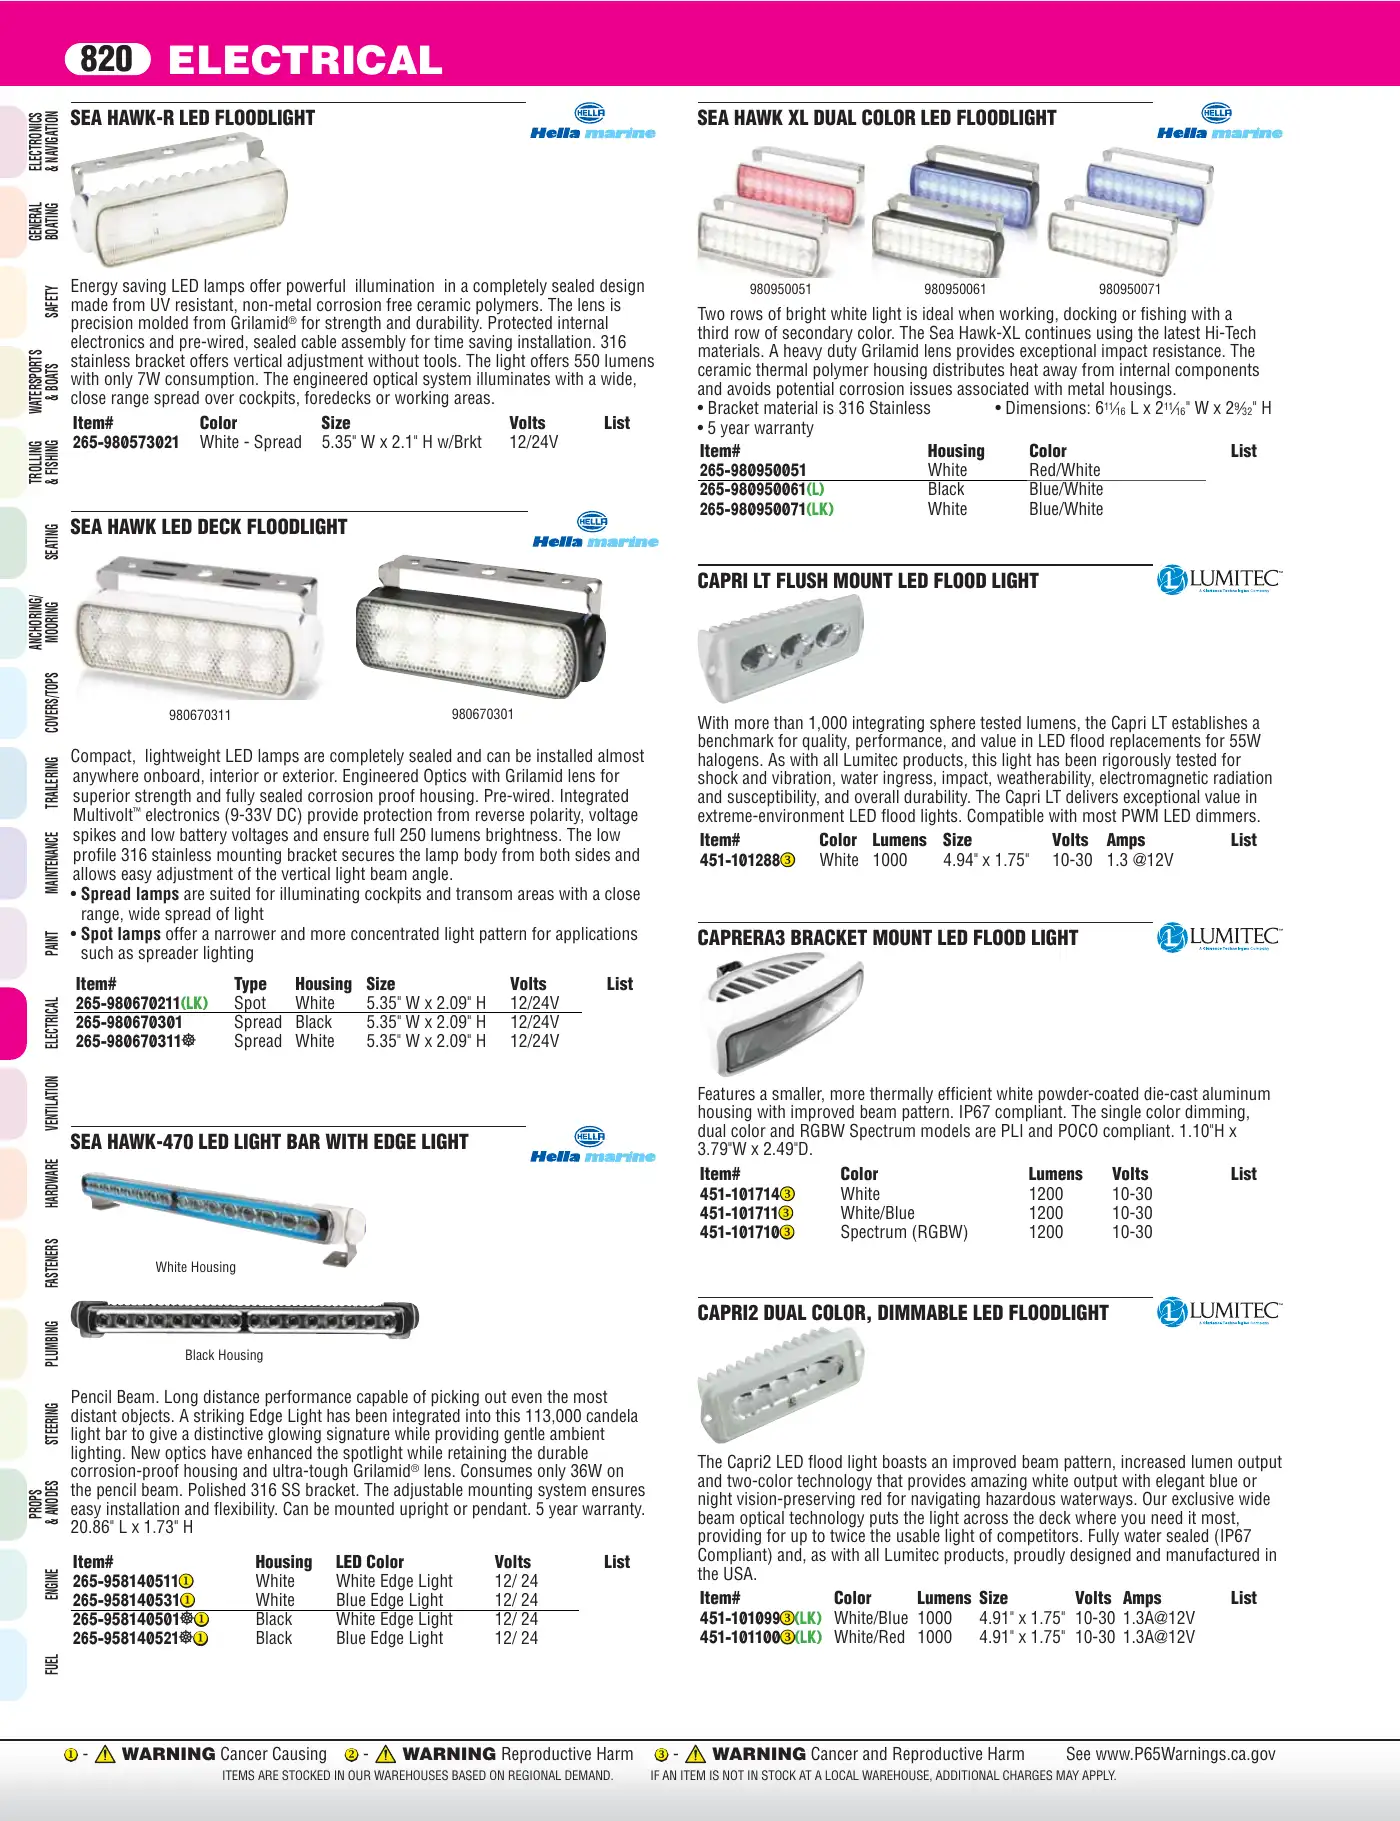 820 ELECTRICAL
ELECTRONICS & NAVIGATION
GENERAL BOATING
SAFETY
WATERSPORTS & BOATS
TROLLING & FISHING
SEATING
ANCHORING/ MOORING
COVERS/TOPS
TRAILERING
MAINTENANCE
PAINT
ELECTRICAL
VENTILATION
HARDWARE
FASTENERS
PLUMBING
STEERING
PROPS & ANODES
ENGINE
FUEL
SEA HAWK-R LED FLOODLIGHT
HELLA
Hella marine
Energy saving LED lamps offer powerful illumination in a completely sealed design
made from UV resistant, non-metal corrosion free ceramic polymers. The lens is
precision molded from Grilamid® for strength and durability. Protected internal
electronics and pre-wired, sealed cable assembly for time saving installation. 316
stainless bracket offers vertical adjustment without tools. The light offers 550 lumens
with only 7W consumption. The engineered optical system illuminates with a wide,
close range spread over cockpits, foredecks or working areas.
Item# Color Size Volts List
265-980573021 White - Spread 5.35" W x 2.1" H w/Brkt 12/24V
SEA HAWK LED DECK FLOODLIGHT
HELLA
Hella marine
980670311 980670301
Compact, lightweight LED lamps are completely sealed and can be installed almost
anywhere onboard, interior or exterior. Engineered Optics with Grilamid lens for
superior strength and fully sealed corrosion proof housing. Pre-wired. Integrated
Multivolt™ electronics (9-33V DC) provide protection from reverse polarity, voltage
spikes and low battery voltages and ensure full 250 lumens brightness. The low
profile 316 stainless mounting bracket secures the lamp body from both sides and
allows easy adjustment of the vertical light beam angle.
• Spread lamps are suited for illuminating cockpits and transom areas with a close
range, wide spread of light
• Spot lamps offer a narrower and more concentrated light pattern for applications
such as spreader lighting
Item# Type Housing Size Volts List
265-980670211(LK) Spot White 5.35" W x 2.09" H 12/24V
265-980670301 Spread Black 5.35" W x 2.09" H 12/24V
265-980670311 Spread White 5.35" W x 2.09" H 12/24V
SEA HAWK-470 LED LIGHT BAR WITH EDGE LIGHT
HELLA
Hella marine
White Housing
Black Housing
Pencil Beam. Long distance performance capable of picking out even the most
distant objects. A striking Edge Light has been integrated into this 113,000 candela
light bar to give a distinctive glowing signature while providing gentle ambient
lighting. New optics have enhanced the spotlight while retaining the durable
corrosion-proof housing and ultra-tough Grilamid® lens. Consumes only 36W on
the pencil beam. Polished 316 SS bracket. The adjustable mounting system ensures
easy installation and flexibility. Can be mounted upright or pendant. 5 year warranty.
20.86" L x 1.73" H
Item# Housing LED Color Volts List
265-958140511 1 White White Edge Light 12/ 24
265-958140531 1 White Blue Edge Light 12/ 24
265-958140501 1 Black White Edge Light 12/ 24
265-958140521 1 Black Blue Edge Light 12/ 24
SEA HAWK XL DUAL COLOR LED FLOODLIGHT
HELLA
Hella marine
980950051 980950061 980950071
Two rows of bright white light is ideal when working, docking or fishing with a
third row of secondary color. The Sea Hawk-XL continues using the latest Hi-Tech
materials. A heavy duty Grilamid lens provides exceptional impact resistance. The
ceramic thermal polymer housing distributes heat away from internal components
and avoids potential corrosion issues associated with metal housings.
• Bracket material is 316 Stainless • Dimensions: 6 11/16 L x 2 11/16" W x 2 9/32" H
• 5 year warranty
Item# Housing Color List
265-980950051 White Red/White
265-980950061(L) Black Blue/White
265-980950071(LK) White Blue/White
CAPRI LT FLUSH MOUNT LED FLOOD LIGHT
LUMITEC™
A Clarience Technologies Company
With more than 1,000 integrating sphere tested lumens, the Capri LT establishes a
benchmark for quality, performance, and value in LED flood replacements for 55W
halogens. As with all Lumitec products, this light has been rigorously tested for
shock and vibration, water ingress, impact, weatherability, electromagnetic radiation
and susceptibility, and overall durability. The Capri LT delivers exceptional value in
extreme-environment LED flood lights. Compatible with most PWM LED dimmers.
Item# Color Lumens Size Volts Amps List
451-101288 3 White 1000 4.94" x 1.75" 10-30 1.3 @12V
CAPRERA3 BRACKET MOUNT LED FLOOD LIGHT
LUMITEC™
A Clarience Technologies Company
Features a smaller, more thermally efficient white powder-coated die-cast aluminum
housing with improved beam pattern. IP67 compliant. The single color dimming,
dual color and RGBW Spectrum models are PLI and POCO compliant. 1.10"H x
3.79"W x 2.49"D.
Item# Color Lumens Volts List
451-101714 3 White 1200 10-30
451-101711 3 White/Blue 1200 10-30
451-101710 3 Spectrum (RGBW) 1200 10-30
CAPRI2 DUAL COLOR, DIMMABLE LED FLOODLIGHT
LUMITEC™
A Clarience Technologies Company
The Capri2 LED flood light boasts an improved beam pattern, increased lumen output
and two-color technology that provides amazing white output with elegant blue or
night vision-preserving red for navigating hazardous waterways. Our exclusive wide
beam optical technology puts the light across the deck where you need it most,
providing for up to twice the usable light of competitors. Fully water sealed (IP67
Compliant) and, as with all Lumitec products, proudly designed and manufactured in
the USA.
Item# Color Lumens Size Volts Amps List
451-101099 3 (LK) White/Blue 1000 4.91" x 1.75" 10-30 1.3A@12V
451-101100 3 (LK) White/Red 1000 4.91" x 1.75" 10-30 1.3A@12V
1 - WARNING Cancer Causing 2 - WARNING Reproductive Harm 3 - WARNING Cancer and Reproductive Harm See www.P65Warnings.ca.gov
ITEMS ARE STOCKED IN OUR WAREHOUSES BASED ON REGIONAL DEMAND. IF AN ITEM IS NOT IN STOCK AT A LOCAL WAREHOUSE, ADDITIONAL CHARGES MAY APPLY.